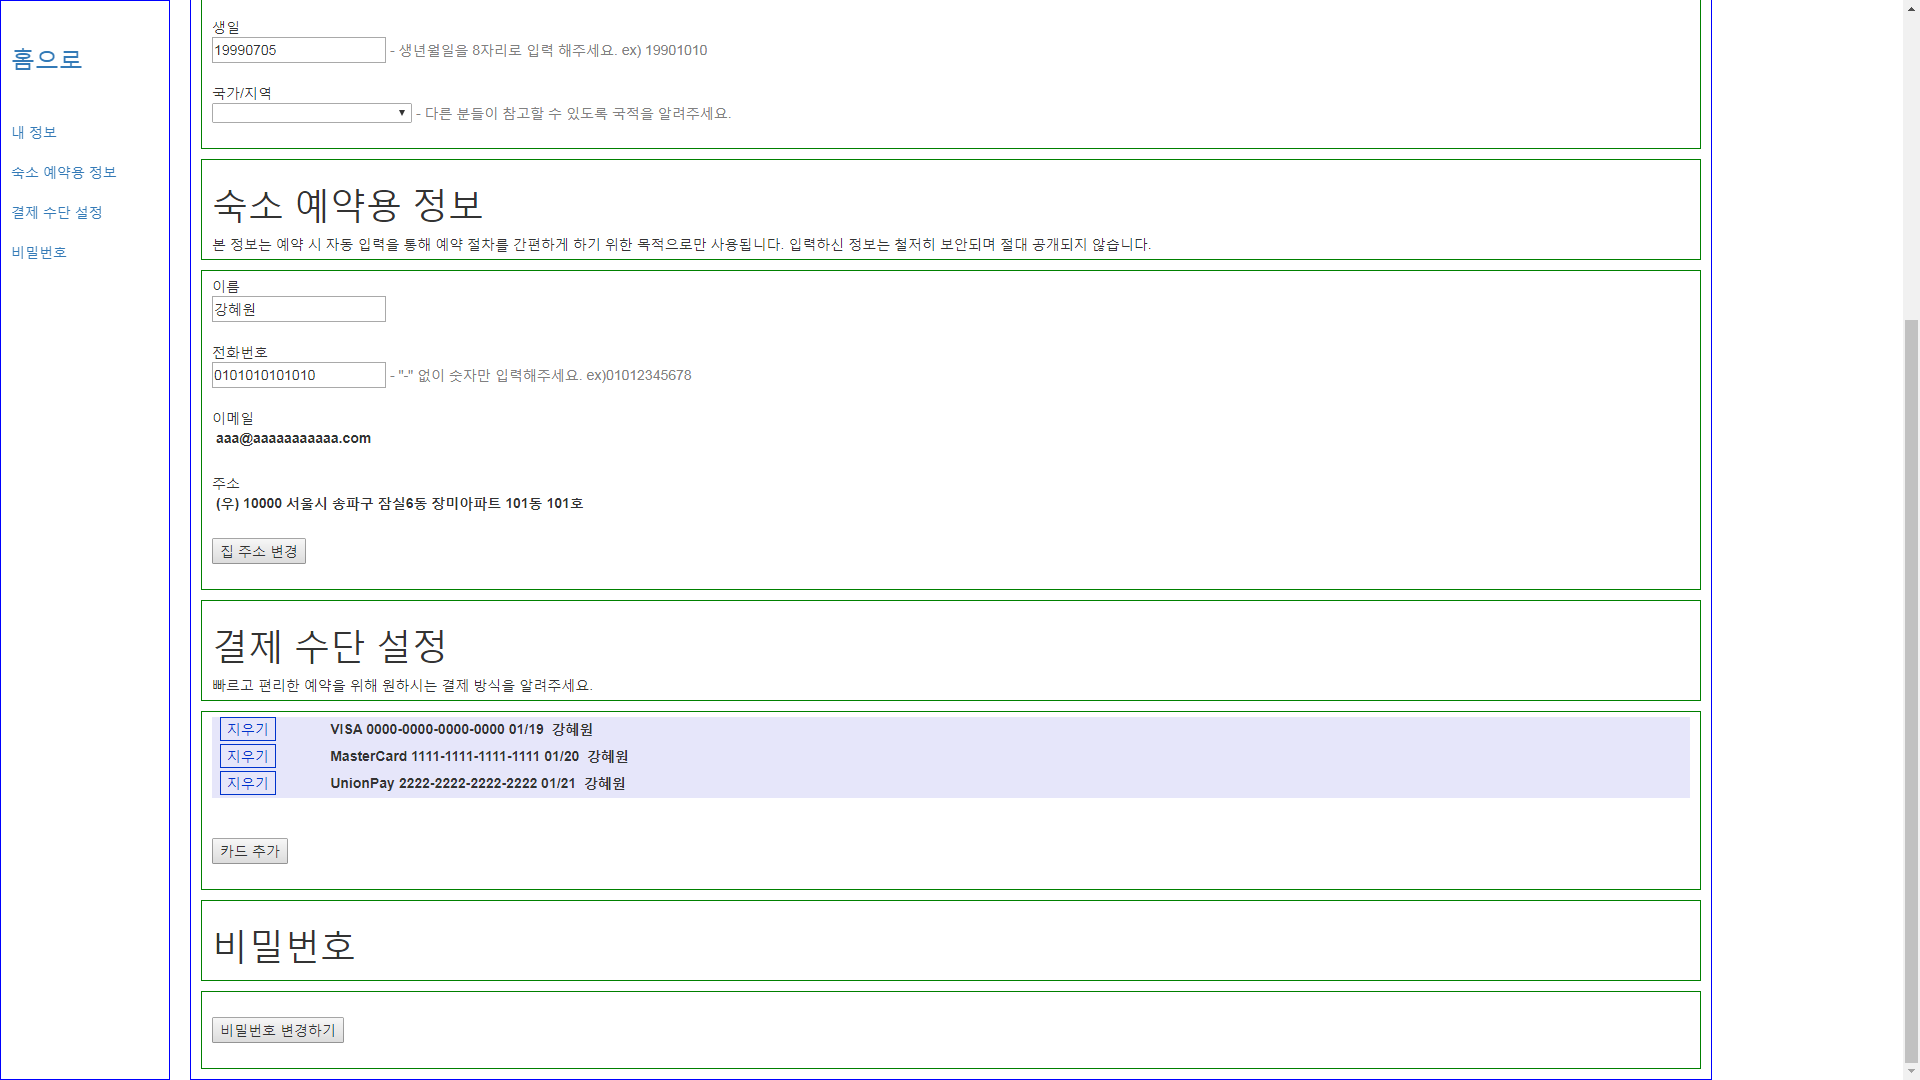 홈으로
내 정보
숙소 예약용 정보
결제 수단 설정
비밀번호
생일
19990705 - 생년월일을 8자리로 입력 해주세요. ex) 19901010
국가/지역
- 다른 분들이 참고할 수 있도록 국적을 알려주세요.
숙소 예약용 정보
본 정보는 예약 시 자동 입력을 통해 예약 절차를 간편하게 하기 위한 목적으로만 사용됩니다. 입력하신 정보는 철저히 보안되며 절대 공개되지 않습니다.
이름
강혜원
전화번호
0101010101010 - "-" 없이 숫자만 입력해주세요. ex)01012345678
이메일
aaa@aaaaaaaaaaa.com
주소
(우) 10000 서울시 송파구 잠실6동 장미아파트 101동 101호
집 주소 변경
결제 수단 설정
빠르고 편리한 예약을 위해 원하시는 결제 방식을 알려주세요.
지우기 VISA 0000-0000-0000-0000 01/19 강혜원
지우기 MasterCard 1111-1111-1111-1111 01/20 강혜원
지우기 UnionPay 2222-2222-2222-2222 01/21 강혜원
카드 추가
비밀번호
비밀번호 변경하기